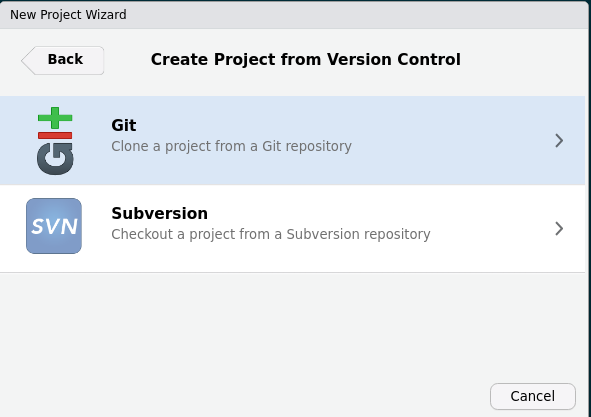 New Project Wizard
Back
Create Project from Version Control
Git
Git
Clone a project from a Git repository
SVN
Subversion
Checkout a project from a Subversion repository
Cancel